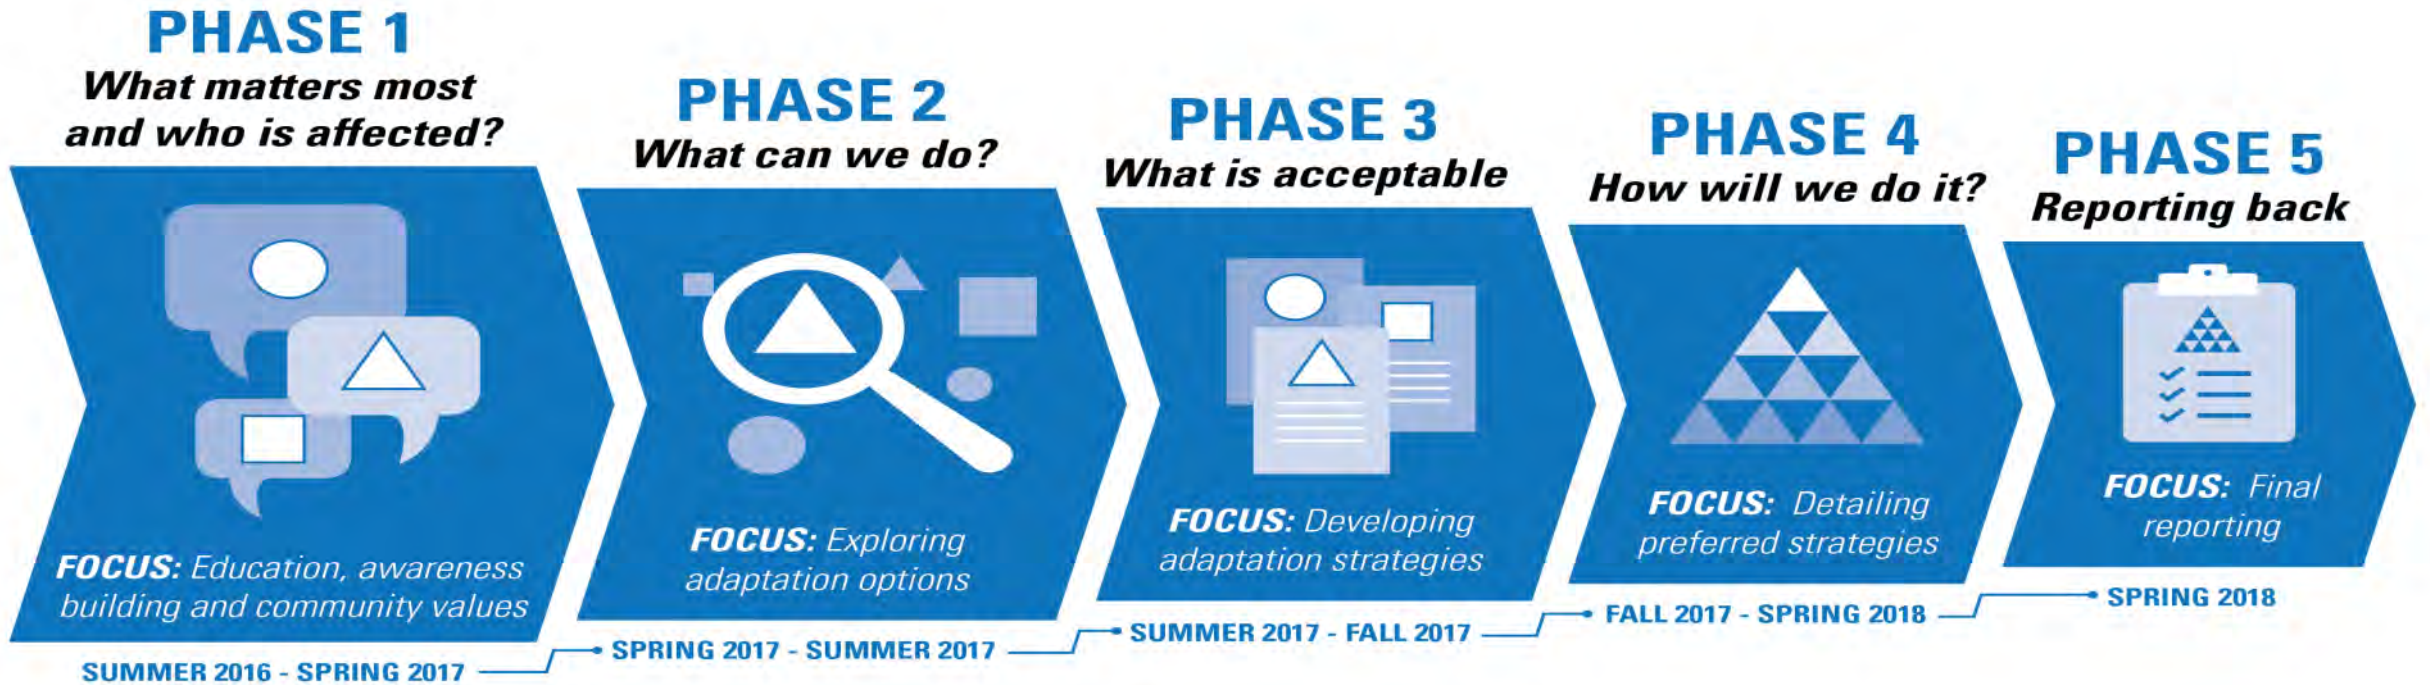 PHASE 1
What matters most
and who is affected?
FOCUS: Education, awareness
building and community values
SUMMER 2016 - SPRING 2017
PHASE 2
What can we do?
FOCUS: Exploring
adaptation options
SPRING 2017 - SUMMER 2017
PHASE 3
What is acceptable
FOCUS: Developing
adaptation strategies
SUMMER 2017 - FALL 2017
PHASE 4
How will we do it?
FOCUS: Detailing
preferred strategies
FALL 2017 - SPRING 2018
PHASE 5
Reporting back
FOCUS: Final
reporting
SPRING 2018